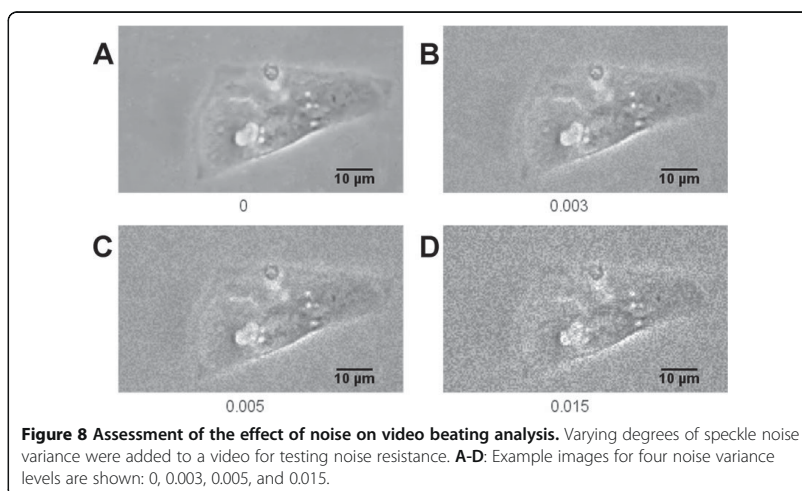 A
B
10 µm
10 µm
0
0.003
C
D
10 µm
10 µm
0.005
0.015
Figure 8 Assessment of the effect of noise on video beating analysis. Varying degrees of speckle noise
variance were added to a video for testing noise resistance. A-D: Example images for four noise variance
levels are shown: 0, 0.003, 0.005, and 0.015.